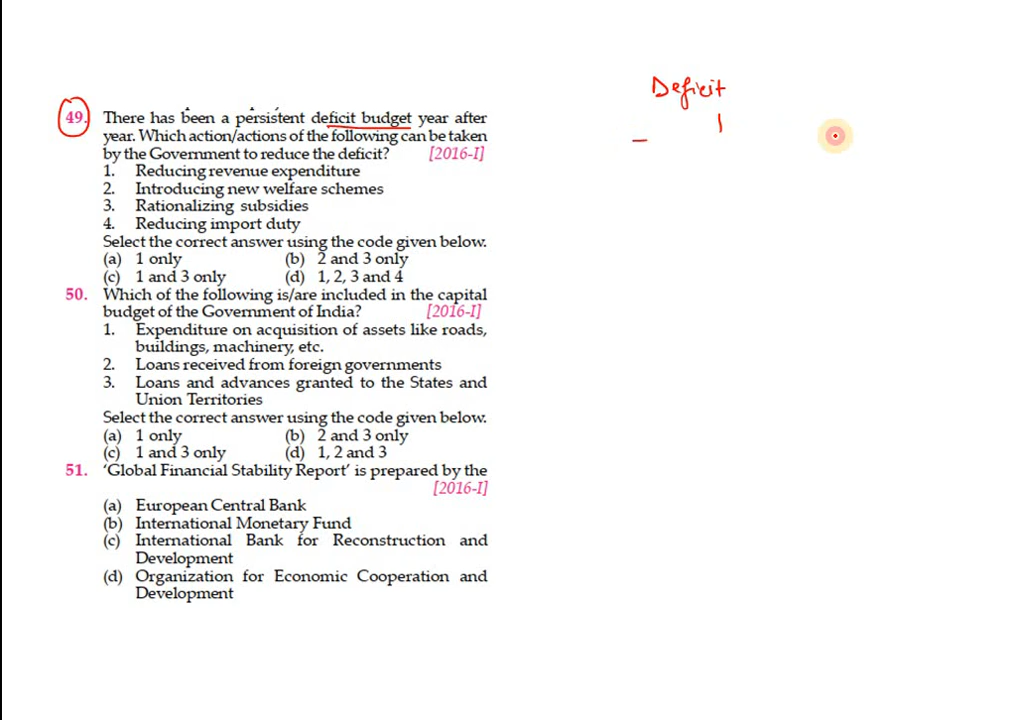 49. There has been a persistent deficit budget year after
year. Which action/actions of the following can be taken
by the Government to reduce the deficit? [2016-I]
1. Reducing revenue expenditure
2. Introducing new welfare schemes
3. Rationalizing subsidies
4. Reducing import duty
Select the correct answer using the code given below.
(a) 1 only (b) 2 and 3 only
(c) 1 and 3 only (d) 1, 2, 3 and 4
50. Which of the following is/are included in the capital
budget of the Government of India? [2016-I]
1. Expenditure on acquisition of assets like roads,
buildings, machinery, etc.
2. Loans received from foreign governments
3. Loans and advances granted to the States and
Union Territories
Select the correct answer using the code given below.
(a) 1 only (b) 2 and 3 only
(c) 1 and 3 only (d) 1, 2 and 3
51. ‘Global Financial Stability Report’ is prepared by the
[2016-I]
(a) European Central Bank
(b) International Monetary Fund
(c) International Bank for Reconstruction and
Development
(d) Organization for Economic Cooperation and
Development
Deficit